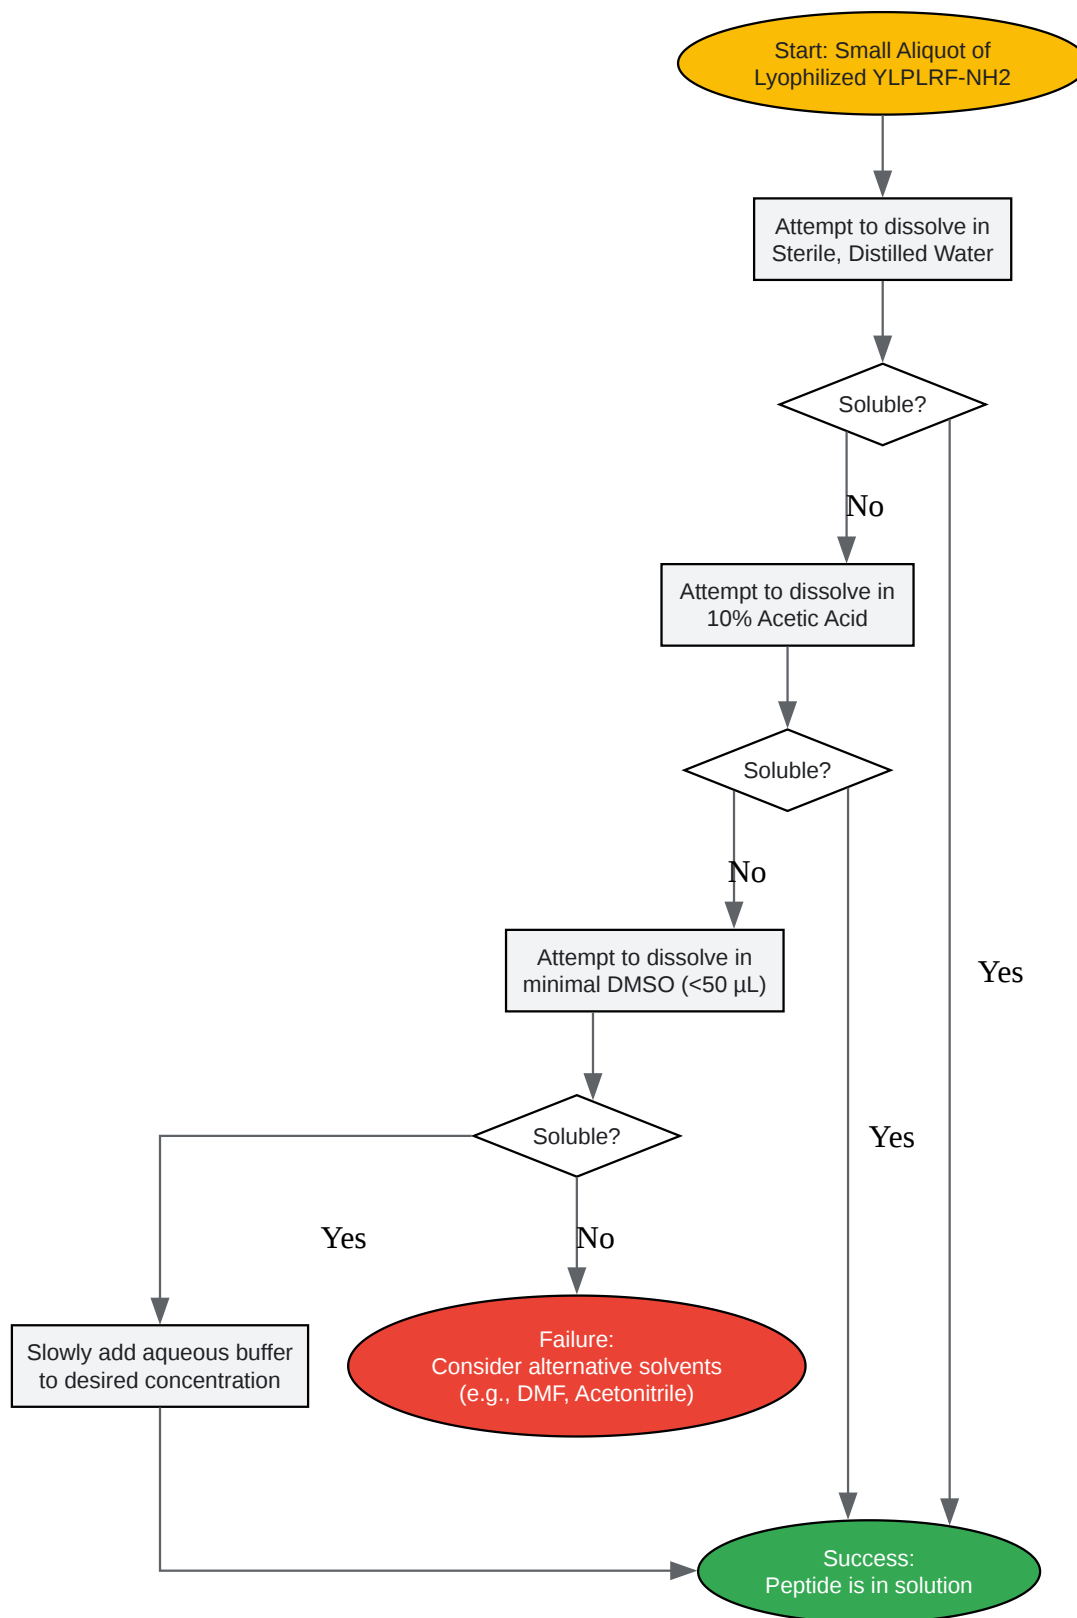 Start: Small Aliquot of
Lyophilized YLPLRF-NH2
Attempt to dissolve in
Sterile, Distilled Water
Soluble?
No
Attempt to dissolve in
10% Acetic Acid
Soluble?
No
Attempt to dissolve in
minimal DMSO (<50 µL)
Yes
Soluble?
Yes
Yes
No
Failure:
Consider alternative solvents
(e.g., DMF, Acetonitrile)
Slowly add aqueous buffer
to desired concentration
Success:
Peptide is in solution